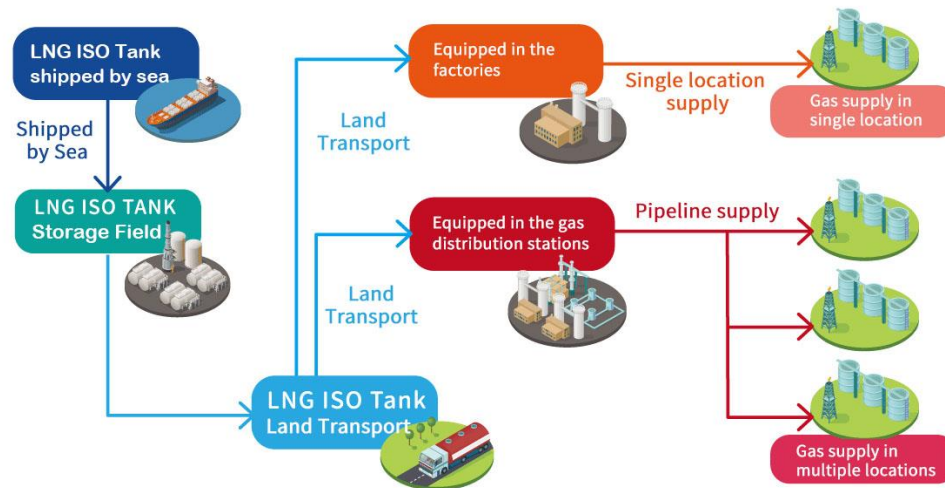 LNG ISO Tank
shipped by sea
Shipped
by Sea
LNG ISO TANK
Storage Field
LNG ISO Tank
Land Transport
Land
Transport
Equipped in the
factories
Single location
supply
Gas supply in
single location
Land
Transport
Equipped in the gas
distribution stations
Pipeline supply
Gas supply in
multiple locations